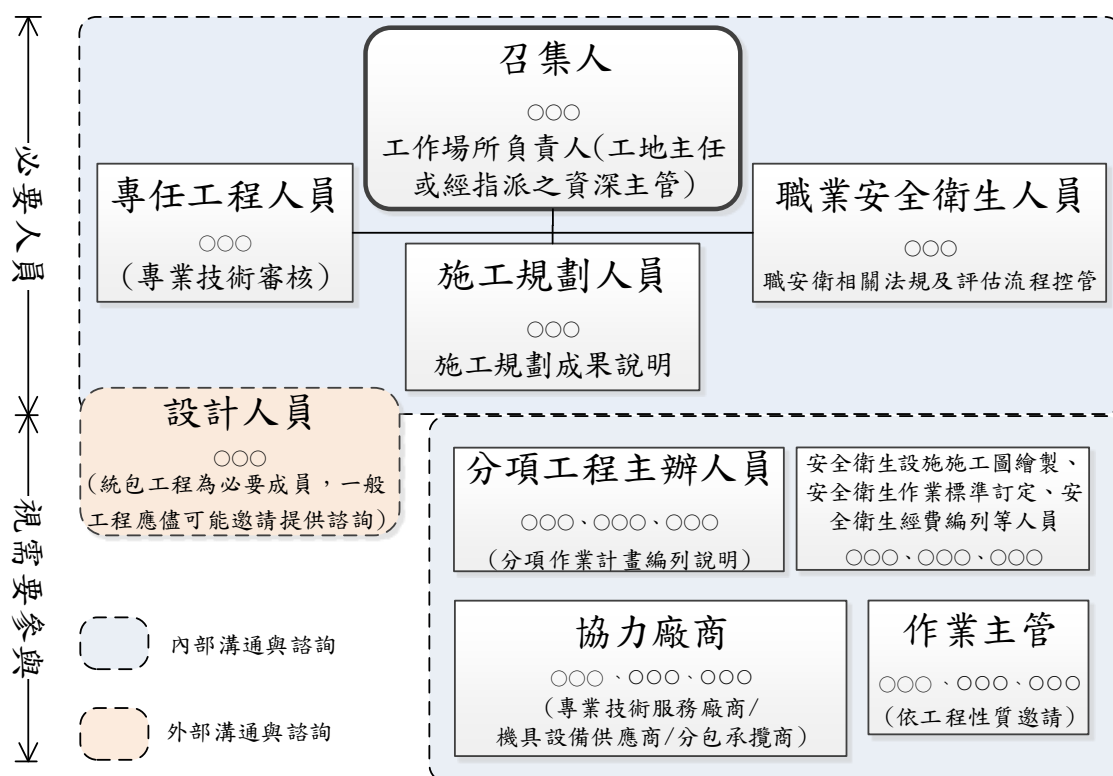 召集人
○○○
工作場所負責人(工地主任
或經指派之資深主管)
專任工程人員
○○○
(專業技術審核)
職業安全衛生人員
○○○
職安衛相關法規及評估流程控管
施工規劃人員
○○○
施工規劃成果說明
必要人員
設計人員
○○○
(統包工程為必要成員，一般
工程應儘可能邀請提供諮詢)
分項工程主辦人員
○○○、○○○、○○○
(分項作業計畫編列說明)
安全衛生設施施工圖繪製、
安全衛生作業標準訂定、安
全衛生經費編列等人員
○○○、○○○、○○○
協力廠商
○○○、○○○、○○○
(專業技術服務廠商/
機具設備供應商/分包承攬商)
作業主管
○○○、○○○、○○○
(依工程性質邀請)
視需要參與
內部溝通與諮詢
外部溝通與諮詢